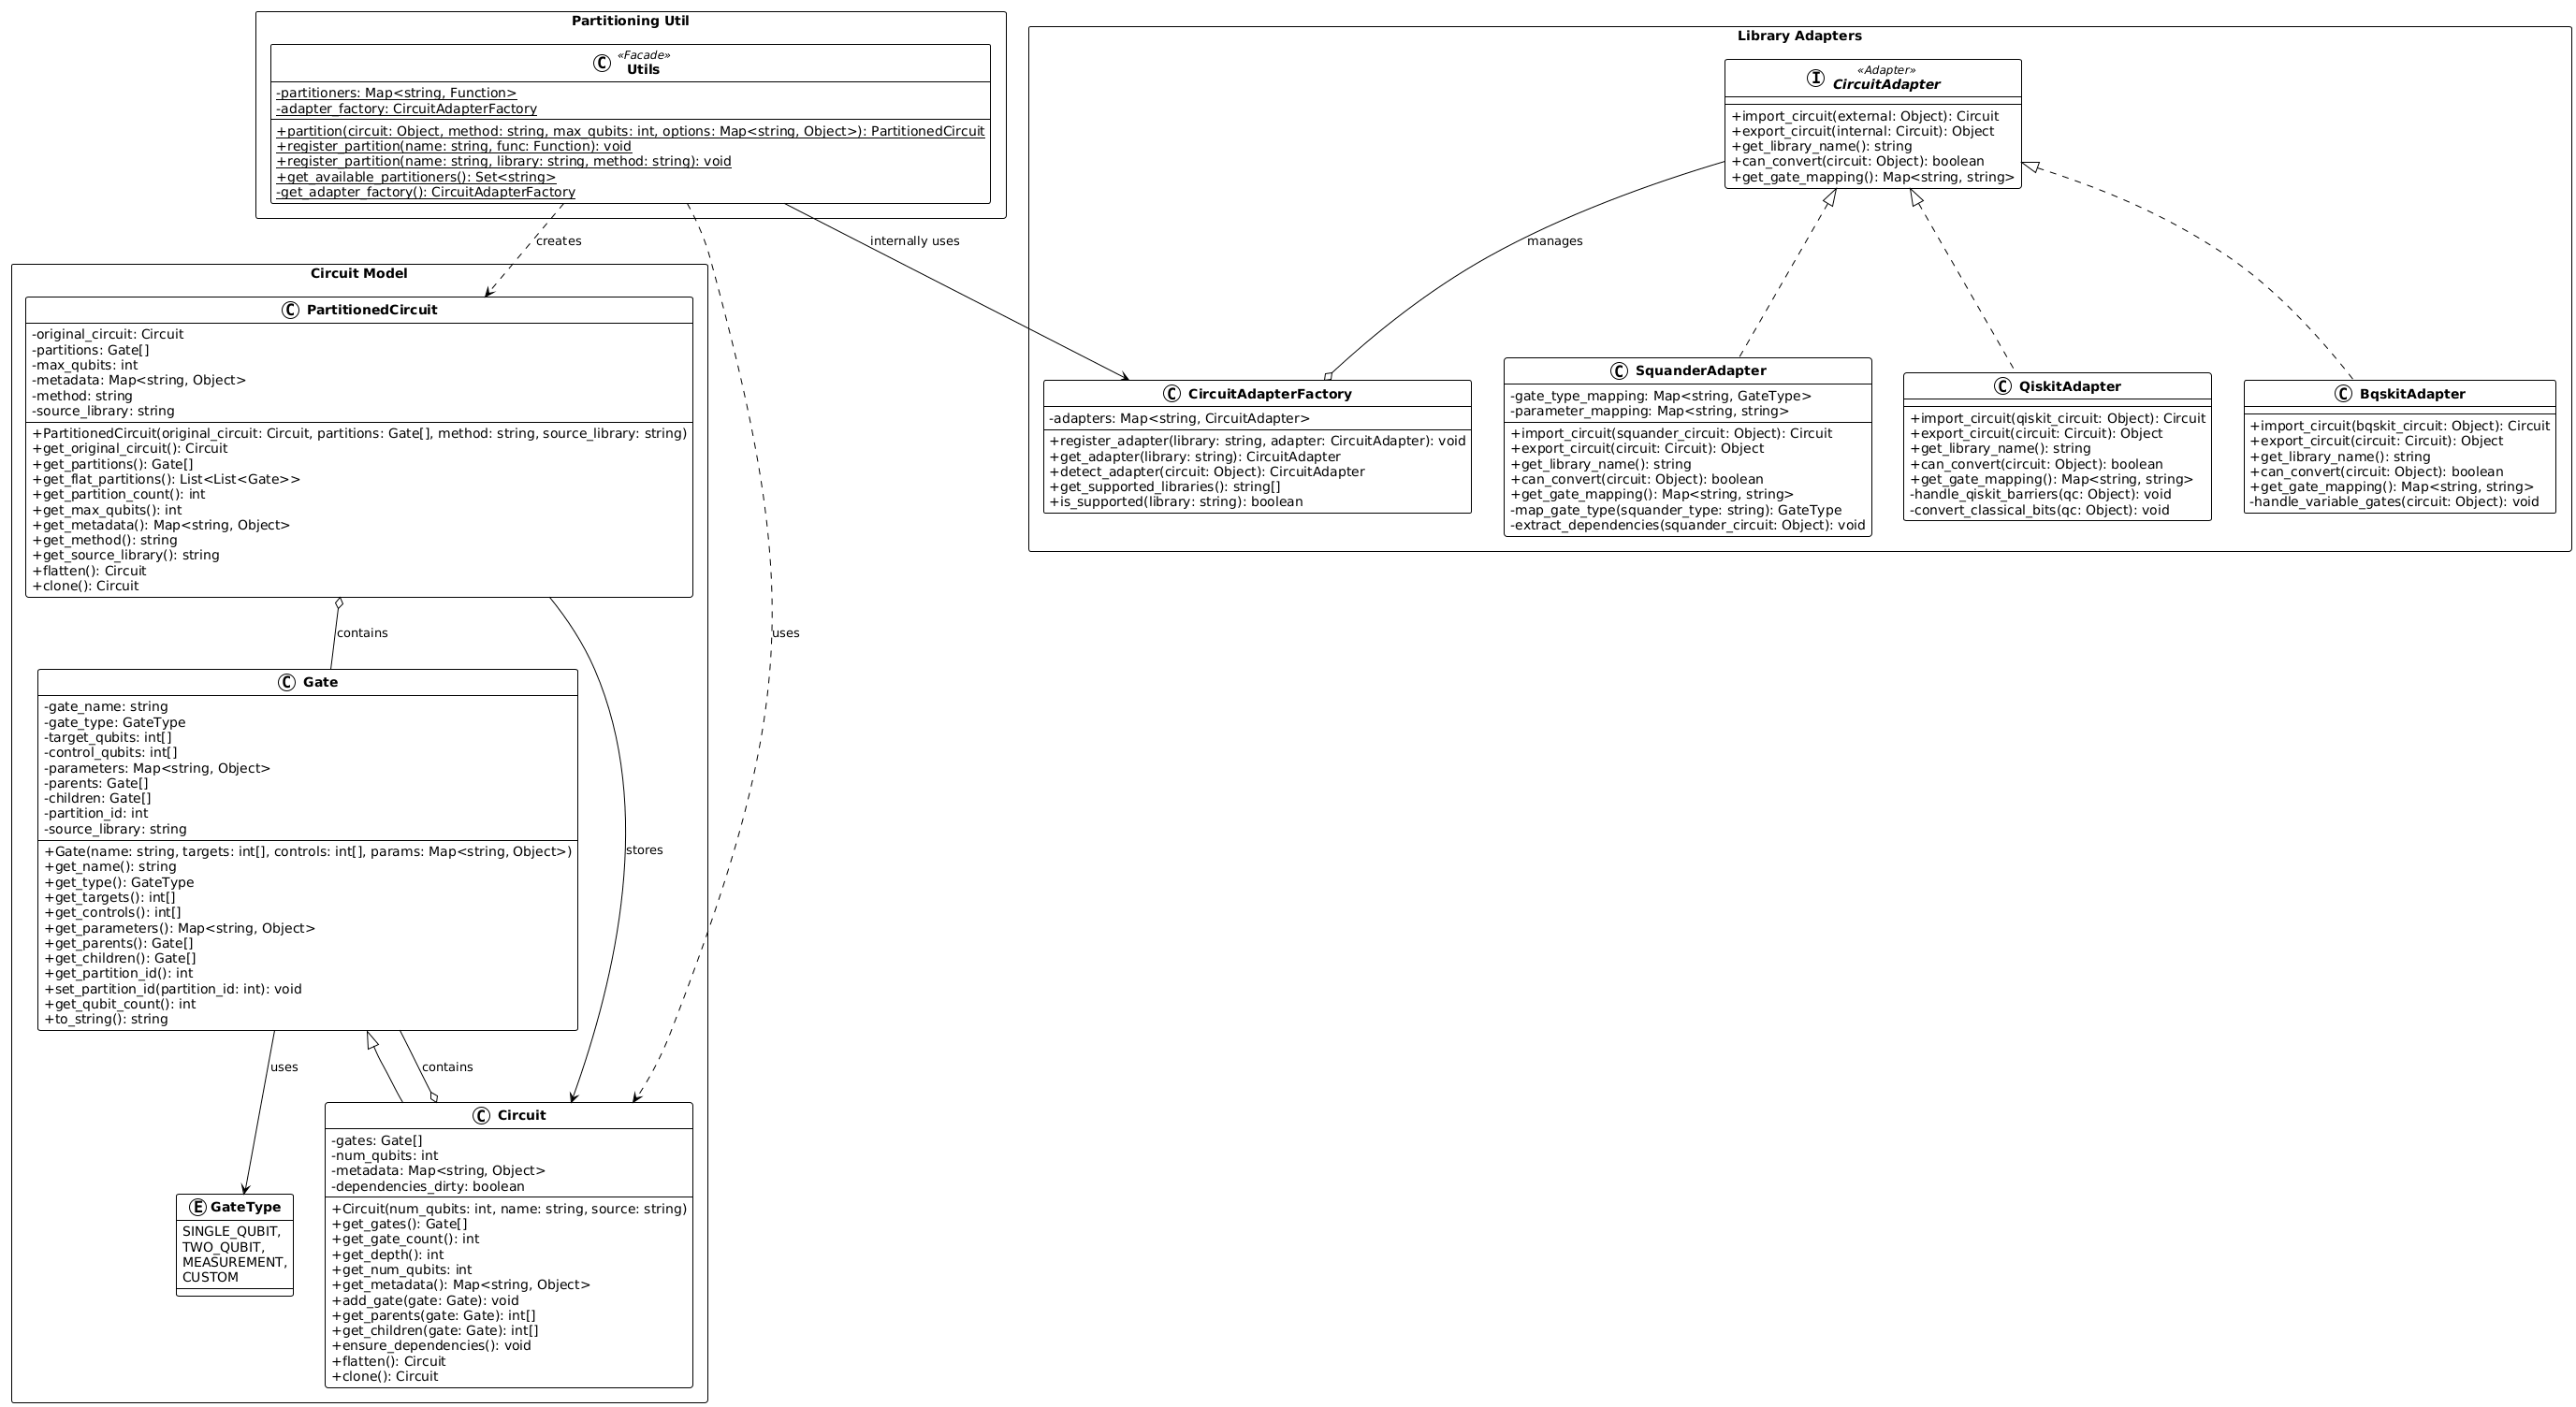 Partitioning Util
«Facade»
C Utils
-partitioners: Map<string, Function>
-adapter_factory: CircuitAdapterFactory
+partition(circuit: Object, method: string, max_qubits: int, options: Map<string, Object>): PartitionedCircuit
+register_partition(name: string, func: Function): void
+register_partition(name: string, library: string, method: string): void
+get_available_partitioners(): Set<string>
-get_adapter_factory(): CircuitAdapterFactory
Library Adapters
«Adapter»
I CircuitAdapter
+import_circuit(external: Object): Circuit
+export_circuit(internal: Circuit): Object
+get_library_name(): string
+can_convert(circuit: Object): boolean
+get_gate_mapping(): Map<string, string>
creates
internally uses
manages
Circuit Model
C PartitionedCircuit
-original_circuit: Circuit
-partitions: Gate[]
-max_qubits: int
-metadata: Map<string, Object>
-method: string
-source_library: string
+PartitionedCircuit(original_circuit: Circuit, partitions: Gate[], method: string, source_library: string)
+get_original_circuit(): Circuit
+get_partitions(): Gate[]
+get_flat_partitions(): List<List<Gate>>
+get_partition_count(): int
+get_max_qubits(): int
+get_metadata(): Map<string, Object>
+get_method(): string
+get_source_library(): string
+flatten(): Circuit
+clone(): Circuit
C CircuitAdapterFactory
-adapters: Map<string, CircuitAdapter>
+register_adapter(library: string, adapter: CircuitAdapter): void
+get_adapter(library: string): CircuitAdapter
+detect_adapter(circuit: Object): CircuitAdapter
+get_supported_libraries(): string[]
+is_supported(library: string): boolean
C SquanderAdapter
-gate_type_mapping: Map<string, GateType>
-parameter_mapping: Map<string, string>
+import_circuit(squander_circuit: Object): Circuit
+export_circuit(circuit: Circuit): Object
+get_library_name(): string
+can_convert(circuit: Object): boolean
+get_gate_mapping(): Map<string, string>
-map_gate_type(squander_type: string): GateType
-extract_dependencies(squander_circuit: Object): void
C QiskitAdapter
+import_circuit(qiskit_circuit: Object): Circuit
+export_circuit(circuit: Circuit): Object
+get_library_name(): string
+can_convert(circuit: Object): boolean
+get_gate_mapping(): Map<string, string>
-handle_qiskit_barriers(qc: Object): void
-convert_classical_bits(qc: Object): void
C BqskitAdapter
+import_circuit(bqskit_circuit: Object): Circuit
+export_circuit(circuit: Circuit): Object
+get_library_name(): string
+can_convert(circuit: Object): boolean
+get_gate_mapping(): Map<string, string>
-handle_variable_gates(circuit: Object): void
contains
uses
C Gate
-gate_name: string
-gate_type: GateType
-target_qubits: int[]
-control_qubits: int[]
-parameters: Map<string, Object>
-parents: Gate[]
-children: Gate[]
-partition_id: int
-source_library: string
+Gate(name: string, targets: int[], controls: int[], params: Map<string, Object>)
+get_name(): string
+get_type(): GateType
+get_targets(): int[]
+get_controls(): int[]
+get_parameters(): Map<string, Object>
+get_parents(): Gate[]
+get_children(): Gate[]
+get_partition_id(): int
+set_partition_id(partition_id: int): void
+get_qubit_count(): int
+to_string(): string
stores
uses
contains
E GateType
SINGLE_QUBIT,
TWO_QUBIT,
MEASUREMENT,
CUSTOM
C Circuit
-gates: Gate[]
-num_qubits: int
-metadata: Map<string, Object>
-dependencies_dirty: boolean
+Circuit(num_qubits: int, name: string, source: string)
+get_gates(): Gate[]
+get_gate_count(): int
+get_depth(): int
+get_num_qubits: int
+get_metadata(): Map<string, Object>
+add_gate(gate: Gate): void
+get_parents(gate: Gate): int[]
+get_children(gate: Gate): int[]
+ensure_dependencies(): void
+flatten(): Circuit
+clone(): Circuit